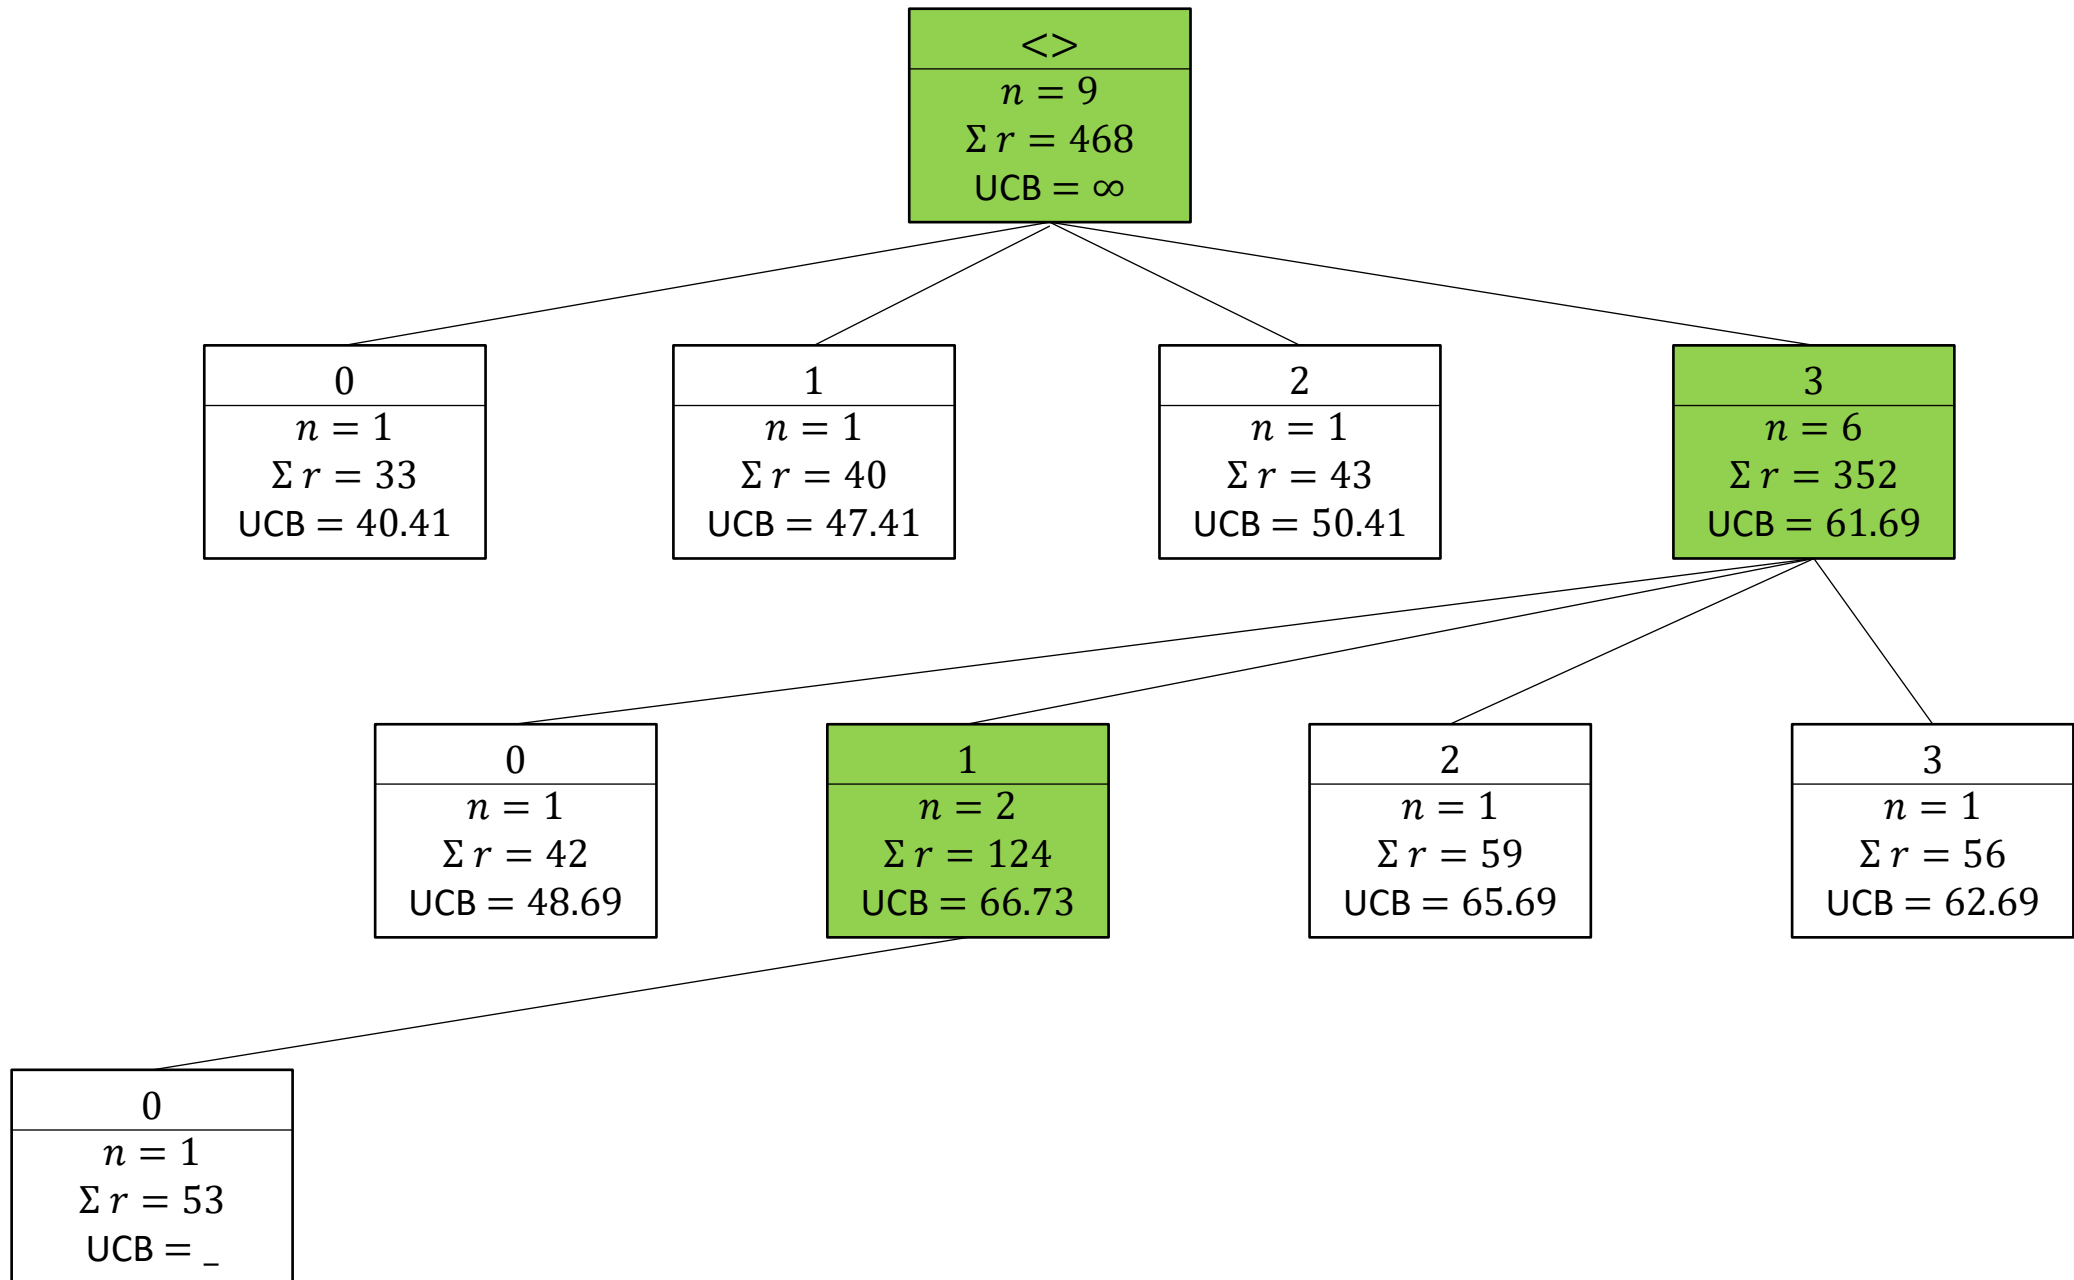 <>
n = 9
Σ r = 468
UCB = ∞
0
n = 1
Σ r = 33
UCB = 40.41
1
n = 1
Σ r = 40
UCB = 47.41
2
n = 1
Σ r = 43
UCB = 50.41
3
n = 6
Σ r = 352
UCB = 61.69
0
n = 1
Σ r = 42
UCB = 48.69
1
n = 2
Σ r = 124
UCB = 66.73
2
n = 1
Σ r = 59
UCB = 65.69
3
n = 1
Σ r = 56
UCB = 62.69
0
n = 1
Σ r = 53
UCB = _